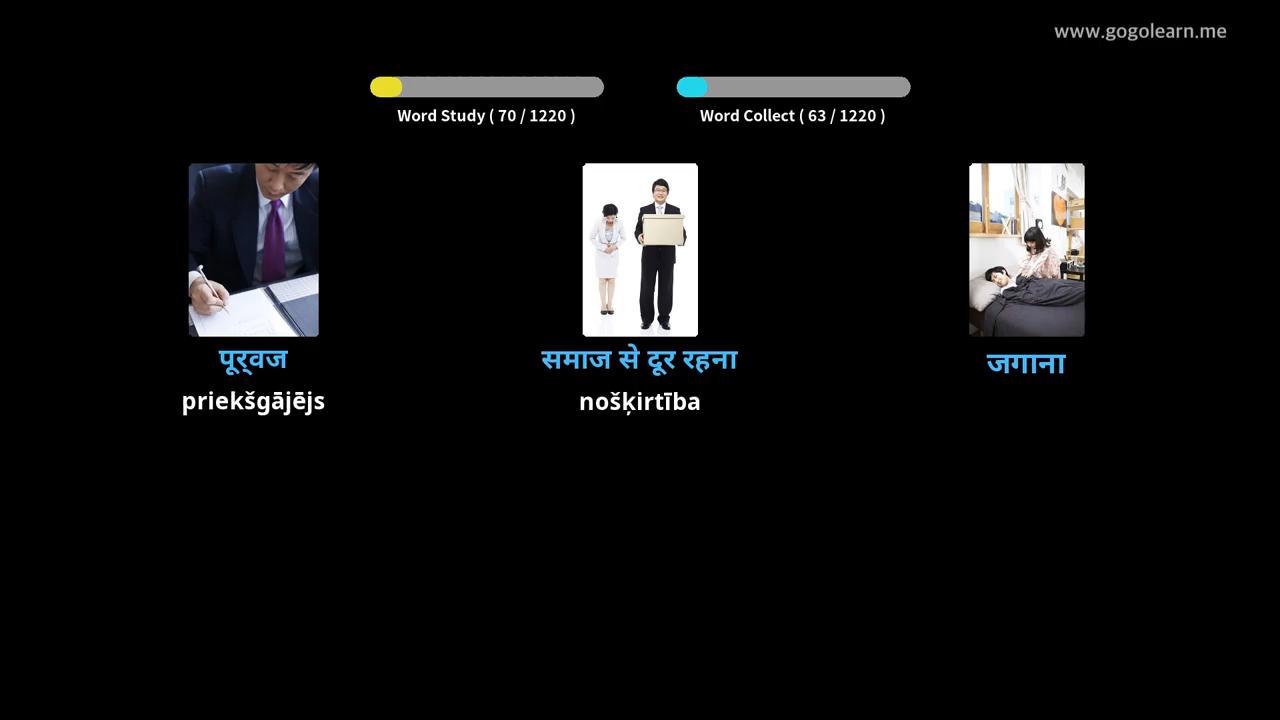 www.gogolearn.me
Word Study ( 70 / 1220 )
Word Collect ( 63 / 1220 )
पूर्वज
समाज से दूर रहना
जगाना
priekšgājējs
nošķirtība